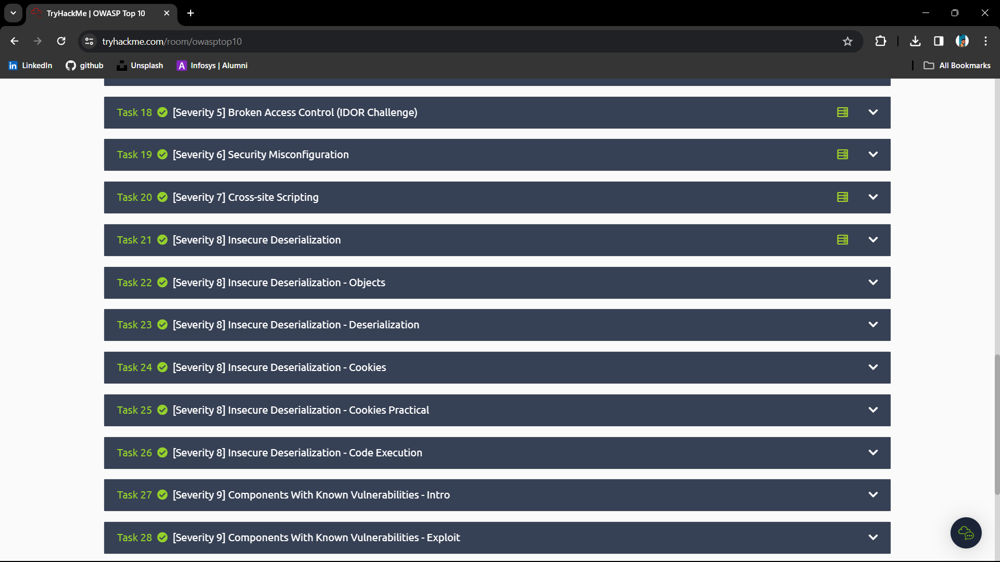 TryHackMe | OWASP Top 10
tryhackme.com/room/owasptop10
LinkedIn github Unsplash A Infosys | Alumni All Bookmarks
Task 18 [Severity 5] Broken Access Control (IDOR Challenge)
Task 19 [Severity 6] Security Misconfiguration
Task 20 [Severity 7] Cross-site Scripting
Task 21 [Severity 8] Insecure Deserialization
Task 22 [Severity 8] Insecure Deserialization - Objects
Task 23 [Severity 8] Insecure Deserialization - Deserialization
Task 24 [Severity 8] Insecure Deserialization - Cookies
Task 25 [Severity 8] Insecure Deserialization - Cookies Practical
Task 26 [Severity 8] Insecure Deserialization - Code Execution
Task 27 [Severity 9] Components With Known Vulnerabilities - Intro
Task 28 [Severity 9] Components With Known Vulnerabilities - Exploit